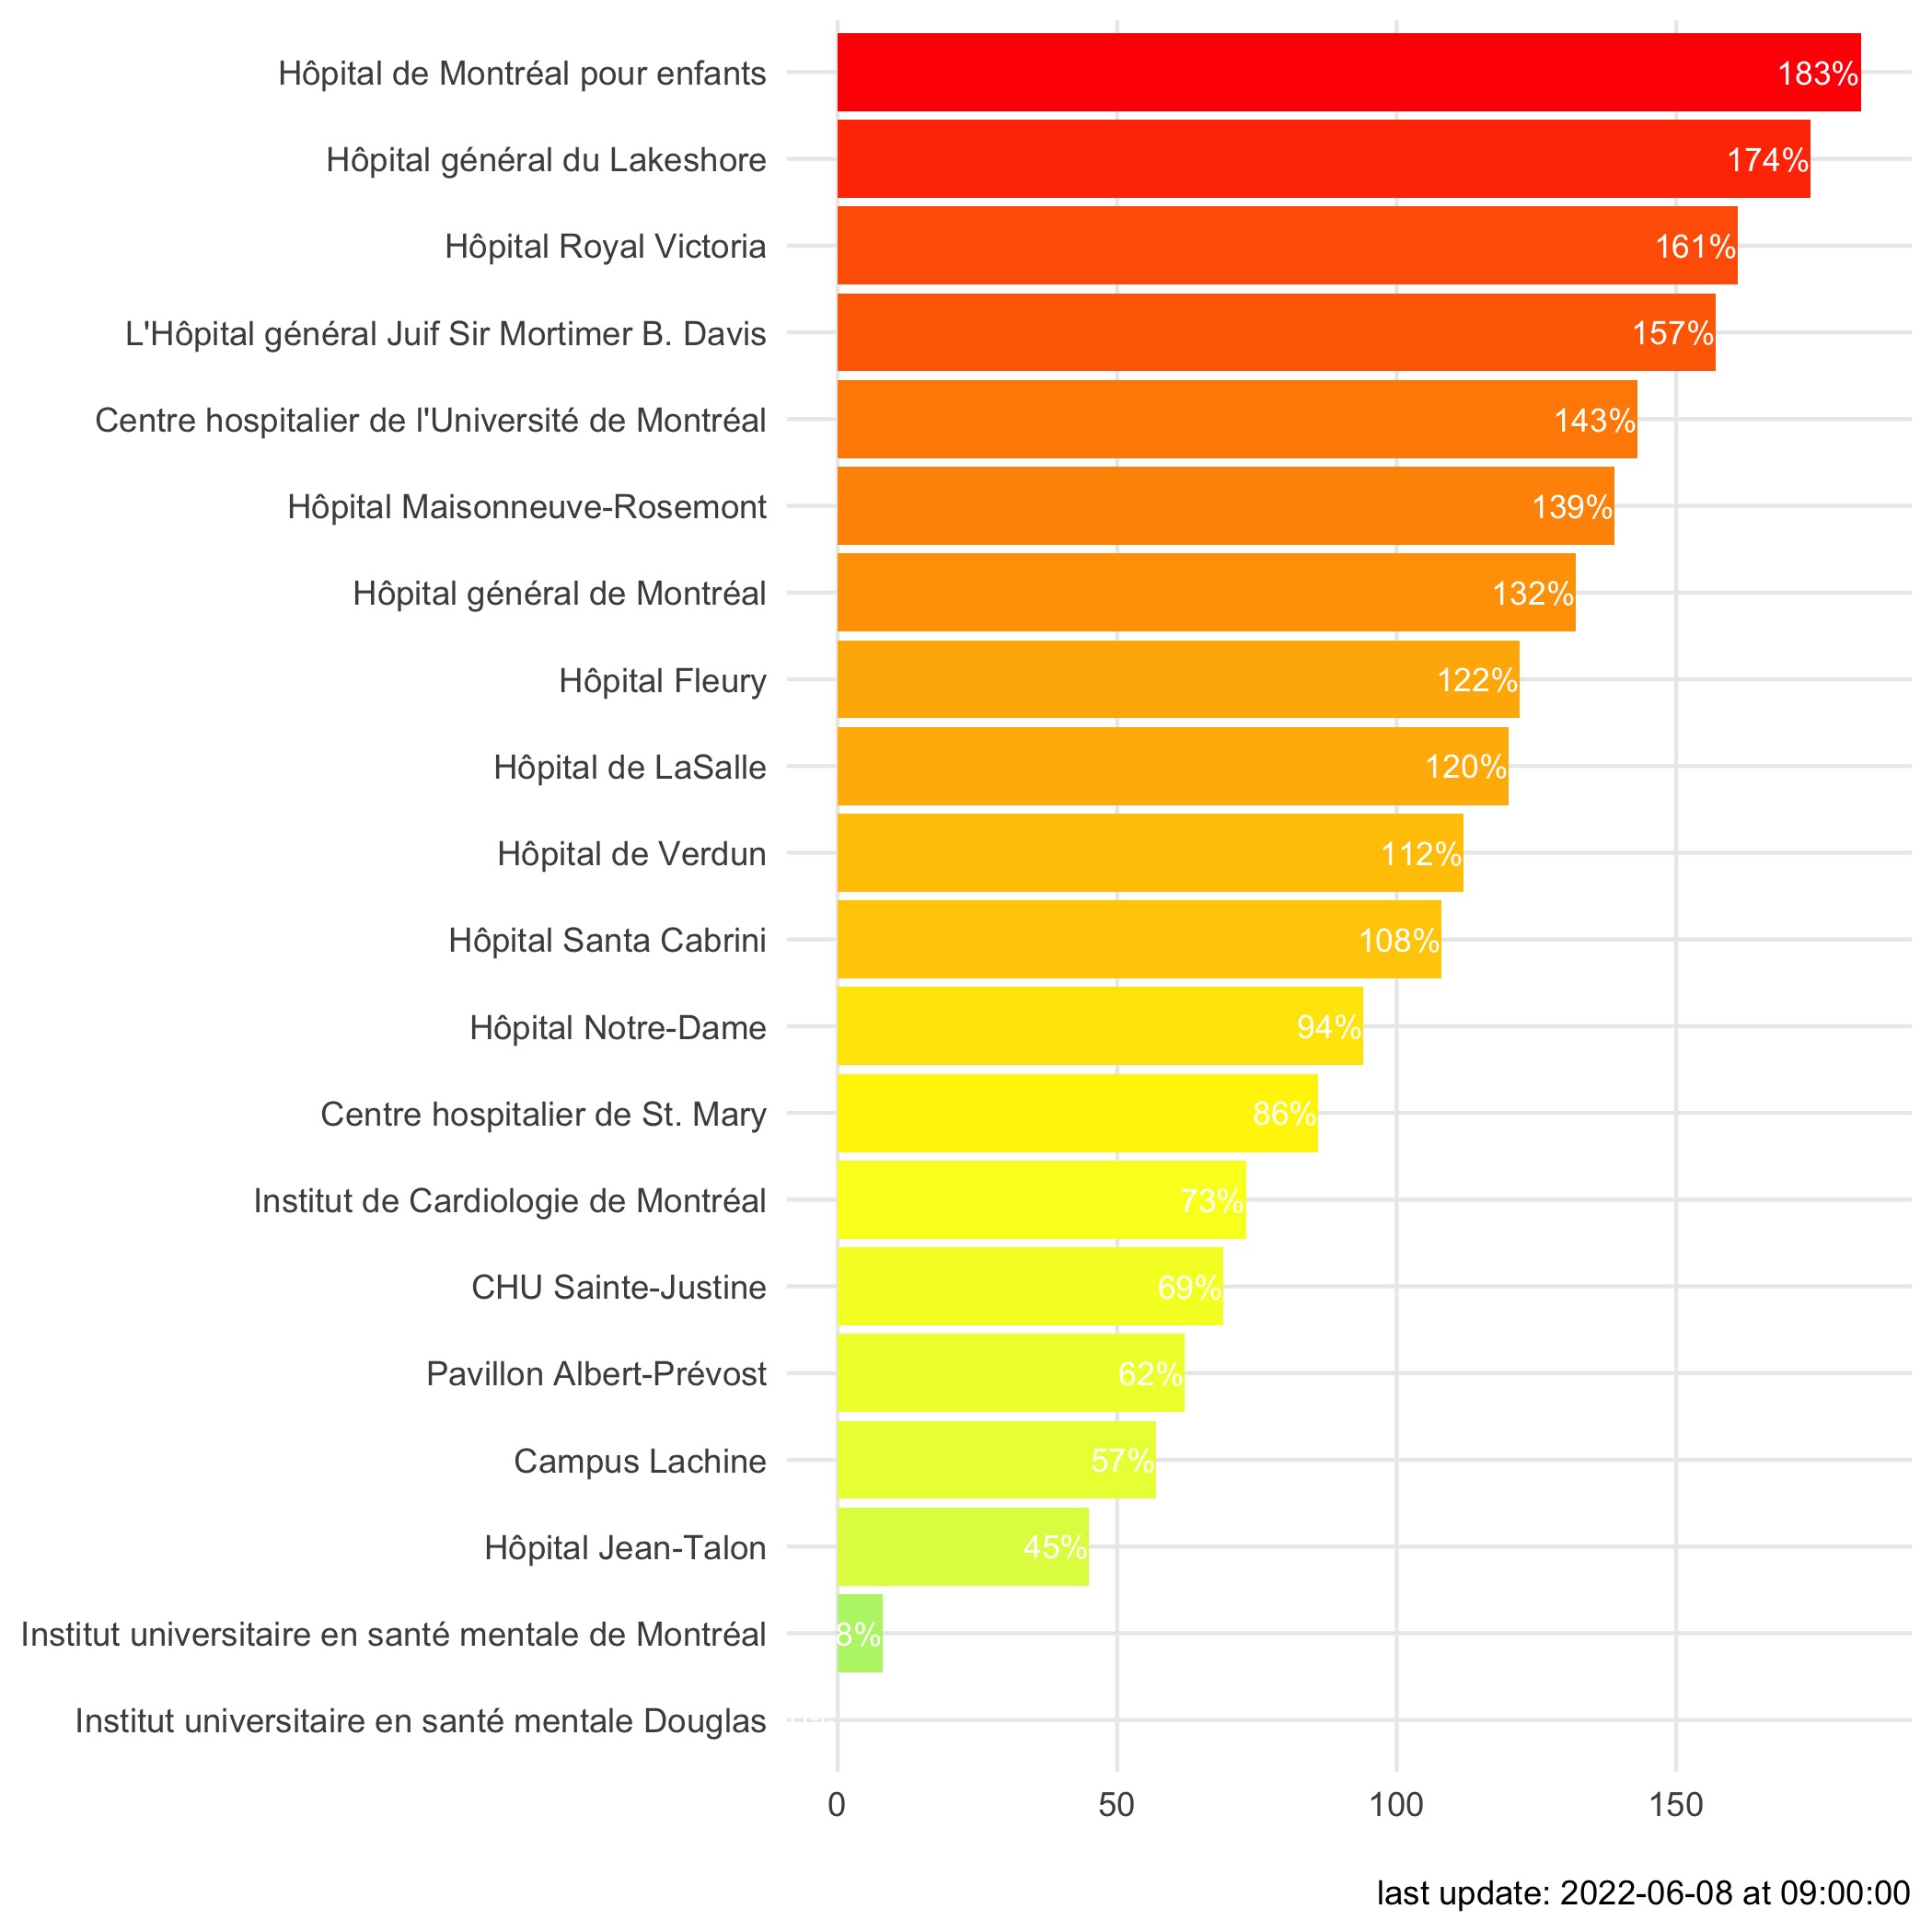 Hôpital de Montréal pour enfants 183%
Hôpital général du Lakeshore 174%
Hôpital Royal Victoria 161%
L'Hôpital général Juif Sir Mortimer B. Davis 157%
Centre hospitalier de l'Université de Montréal 143%
Hôpital Maisonneuve-Rosemont 139%
Hôpital général de Montréal 132%
Hôpital Fleury 122%
Hôpital de LaSalle 120%
Hôpital de Verdun 112%
Hôpital Santa Cabrini 108%
Hôpital Notre-Dame 94%
Centre hospitalier de St. Mary 86%
Institut de Cardiologie de Montréal 73%
CHU Sainte-Justine 69%
Pavillon Albert-Prévost 62%
Campus Lachine 57%
Hôpital Jean-Talon 45%
Institut universitaire en santé mentale de Montréal 8%
Institut universitaire en santé mentale Douglas
0 50 100 150
last update: 2022-06-08 at 09:00:00